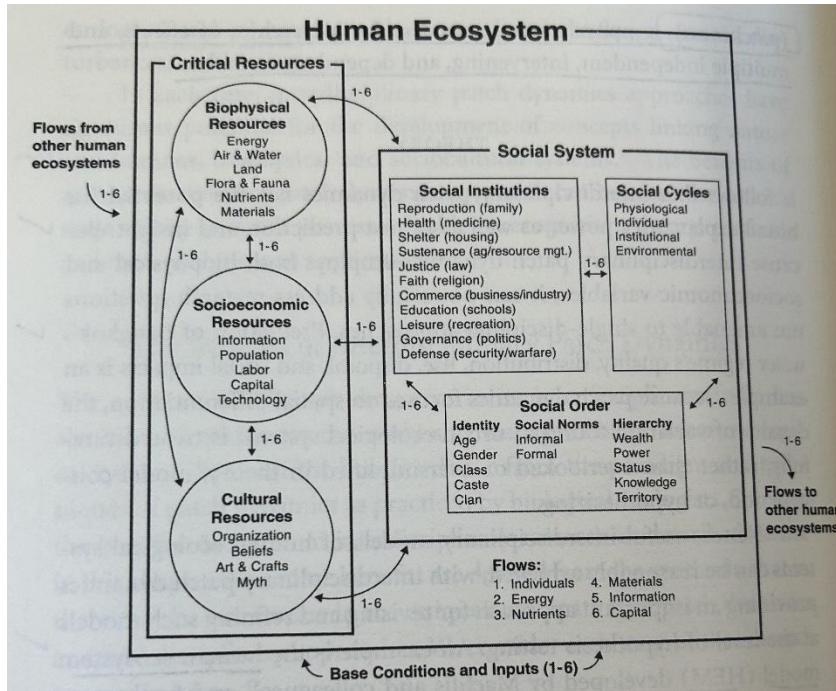 Human Ecosystem
Critical Resources
Biophysical
Resources
Energy
Air & Water
Land
Flora & Fauna
Nutrients
Materials
Flows from
other human
ecosystems
1-6
1-6
1-6
1-6
Socioeconomic
Resources
Information
Population
Labor
Capital
Technology
1-6
1-6
Cultural
Resources
Organization
Beliefs
Art & Crafts
Myth
1-6
Social System
Social Institutions
Reproduction (family)
Health (medicine)
Shelter (housing)
Sustenance (ag/resource mgt.)
Justice (law)
Faith (religion)
Commerce (business/industry)
Education (schools)
Leisure (recreation)
Governance (politics)
Defense (security/warfare)
1-6
Social Cycles
Physiological
Individual
Institutional
Environmental
1-6
1-6
Social Order
Identity
Age
Gender
Class
Caste
Clan
Social Norms
Informal
Formal
Hierarchy
Wealth
Power
Status
Knowledge
Territory
1-6
Flows to
other human
ecosystems
Flows:
1. Individuals
2. Energy
3. Nutrients
4. Materials
5. Information
6. Capital
Base Conditions and Inputs (1-6)